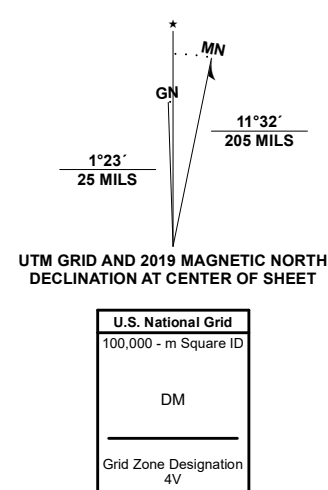 ★
MN
GN
11°32´
205 MILS
1°23´
25 MILS
UTM GRID AND 2019 MAGNETIC NORTH
DECLINATION AT CENTER OF SHEET
U.S. National Grid
100,000 - m Square ID
DM
Grid Zone Designation
4V